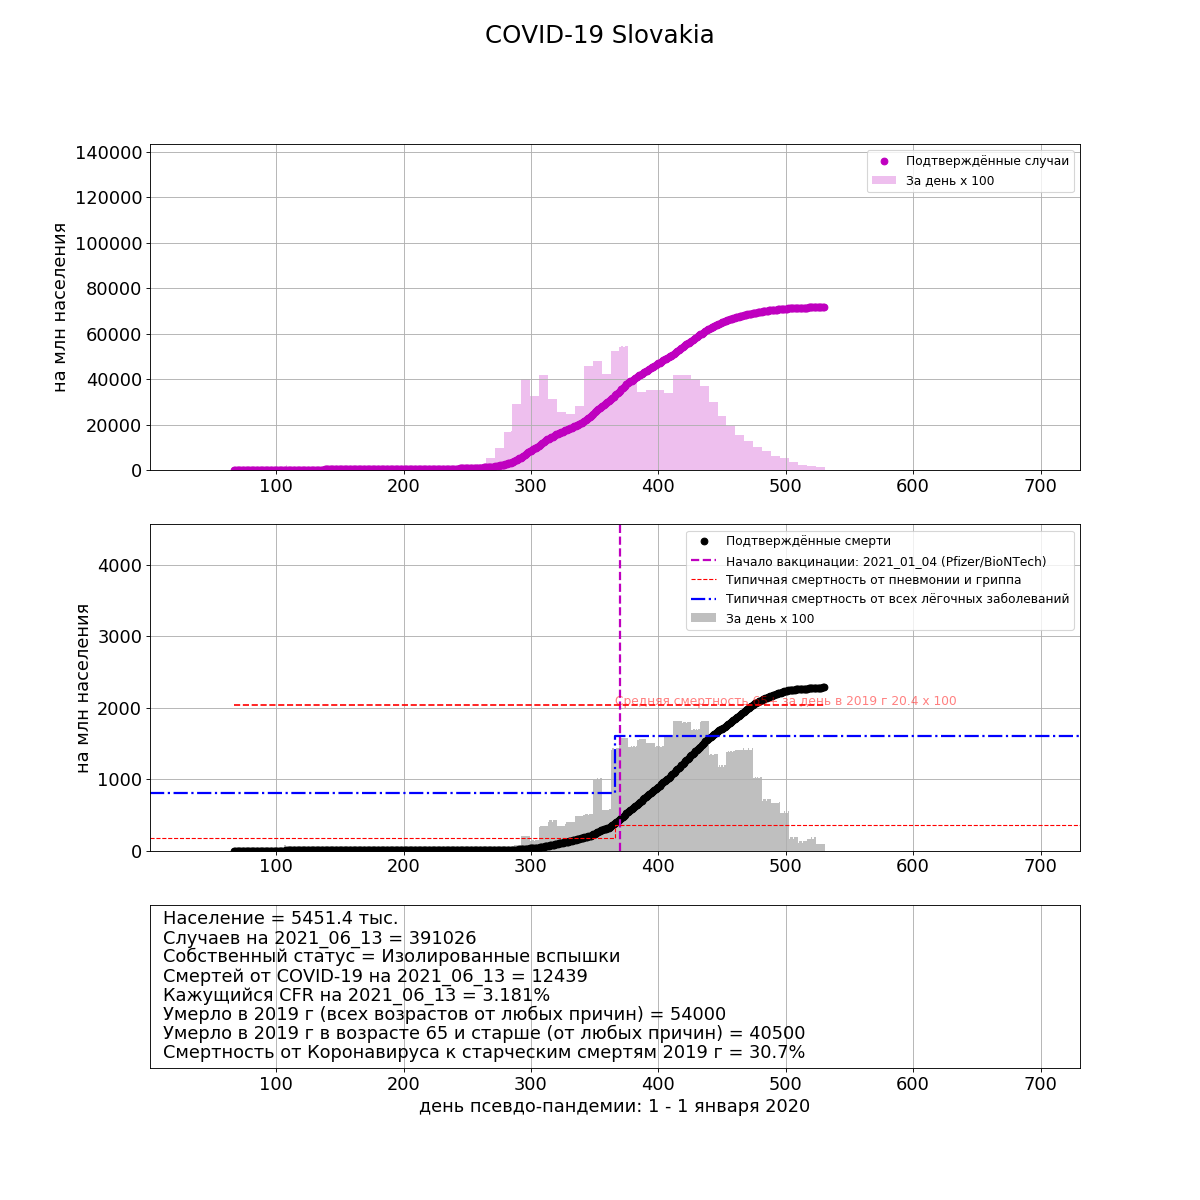 COVID-19 Slovakia
140000
120000
100000
80000
60000
40000
20000
0
на млн населения
Подтверждённые случаи
За день x 100
100 200 300 400 500 600 700
4000
3000
2000
1000
0
на млн населения
Подтверждённые смерти
Начало вакцинации: 2021_01_04 (Pfizer/BioNTech)
Типичная смертность от пневмонии и гриппа
Типичная смертность от всех лёгочных заболеваний
За день x 100
Средняя смертность 65+ за день в 2019 г 20.4 x 100
100 200 300 400 500 600 700
Население = 5451.4 тыс.
Случаев на 2021_06_13 = 391026
Собственный статус = Изолированные вспышки
Смертей от COVID-19 на 2021_06_13 = 12439
Кажущийся CFR на 2021_06_13 = 3.181%
Умерло в 2019 г (всех возрастов от любых причин) = 54000
Умерло в 2019 г в возрасте 65 и старше (от любых причин) = 40500
Смертность от Коронавируса к старческим смертям 2019 г = 30.7%
100 200 300 400 500 600 700
день псевдо-пандемии: 1 - 1 января 2020